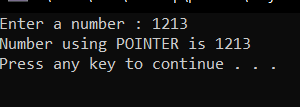 Enter a number : 1213
Number using POINTER is 1213
Press any key to continue . . .